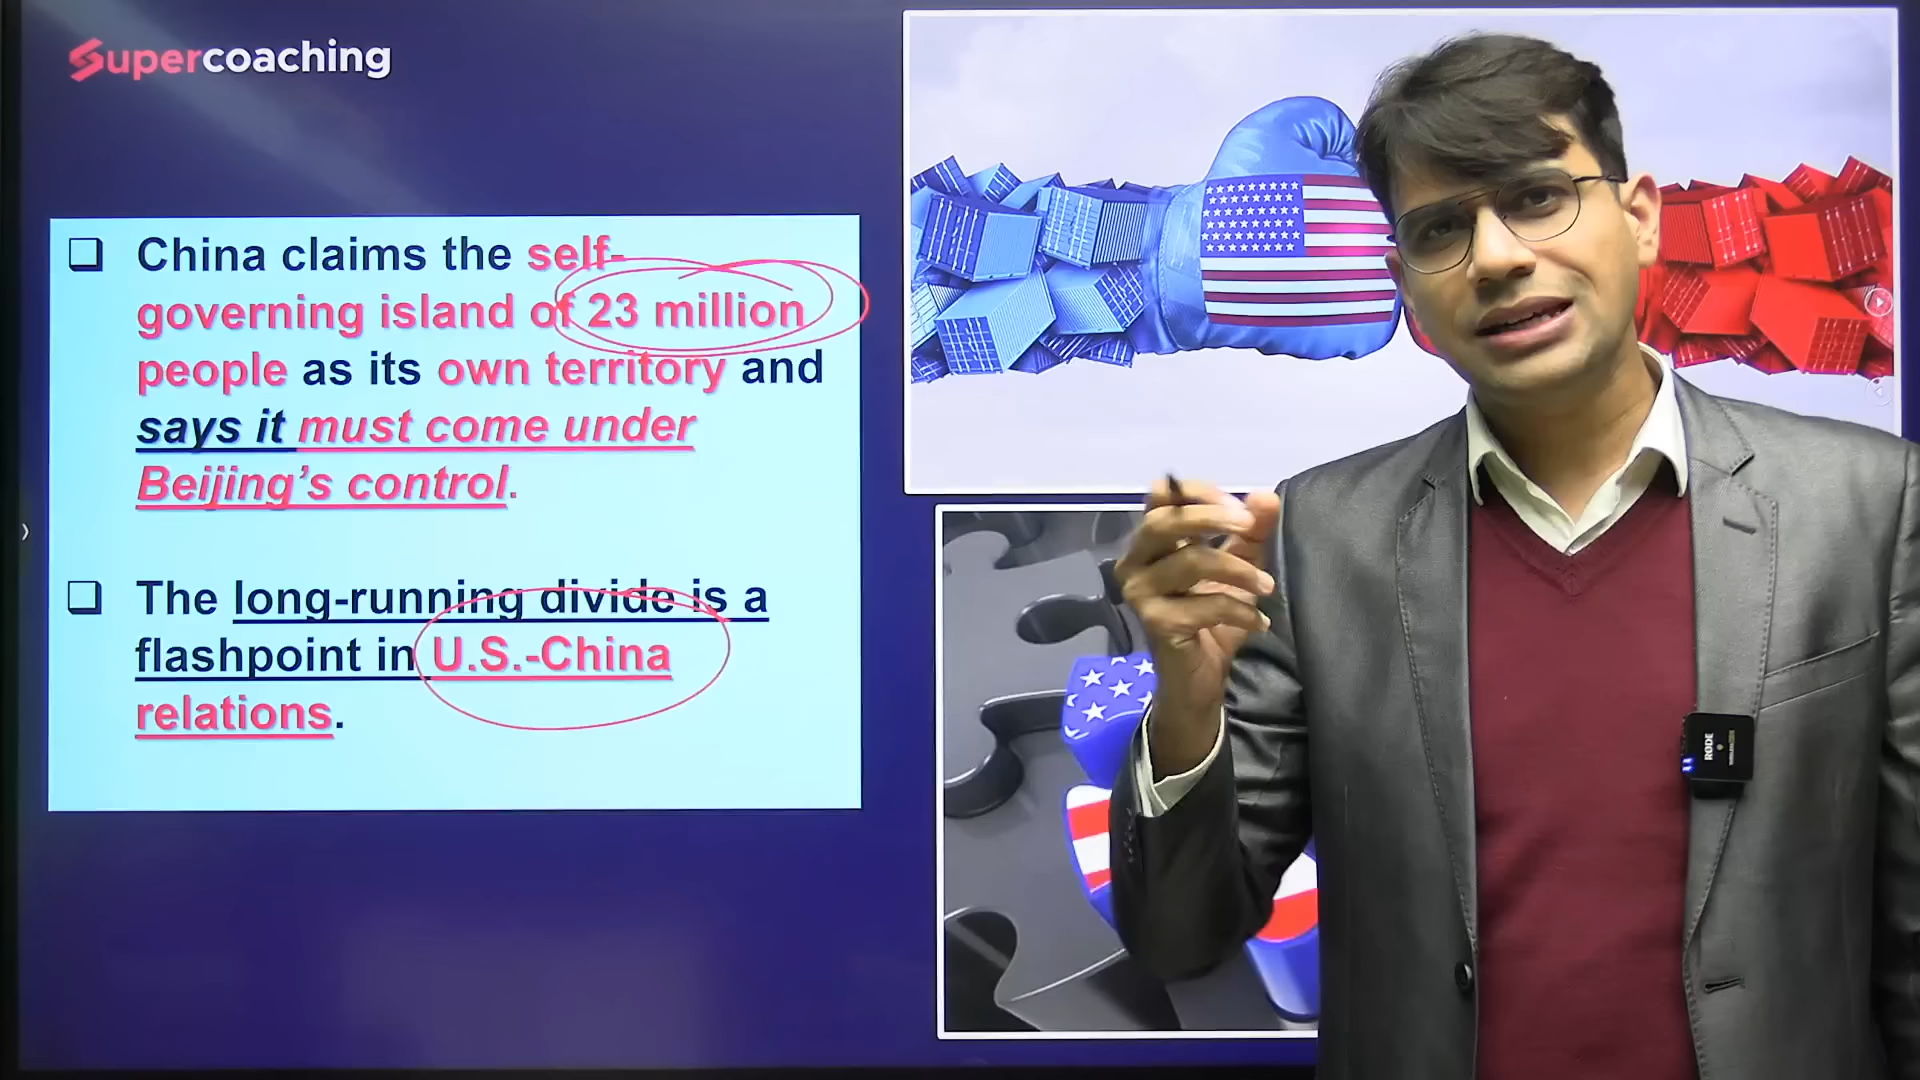 Supercoaching
❑ China claims the self-
governing island of 23 million
people as its own territory and
says it must come under
Beijing’s control.
❑ The long-running divide is a
flashpoint in U.S.-China
relations.
RODE